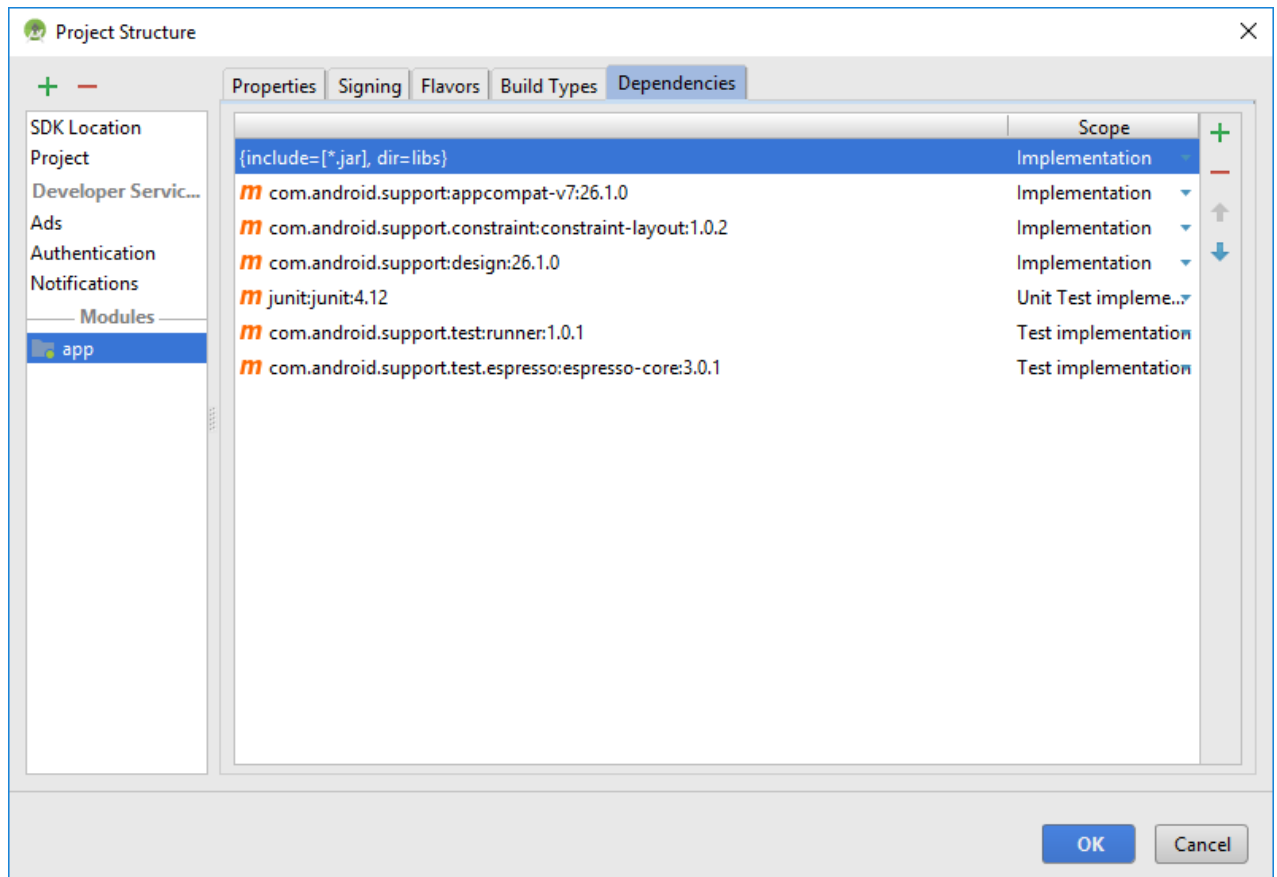 Project Structure
Properties Signing Flavors Build Types Dependencies
SDK Location
Project
Developer Servic...
Ads
Authentication
Notifications
Modules
app
Scope
{include=[*.jar], dir=libs} Implementation
m com.android.support:appcompat-v7:26.1.0 Implementation
m com.android.support.constraint:constraint-layout:1.0.2 Implementation
m com.android.support:design:26.1.0 Implementation
m junit:junit:4.12 Unit Test impleme...
m com.android.support.test:runner:1.0.1 Test implementation
m com.android.support.test.espresso:espresso-core:3.0.1 Test implementation
OK Cancel